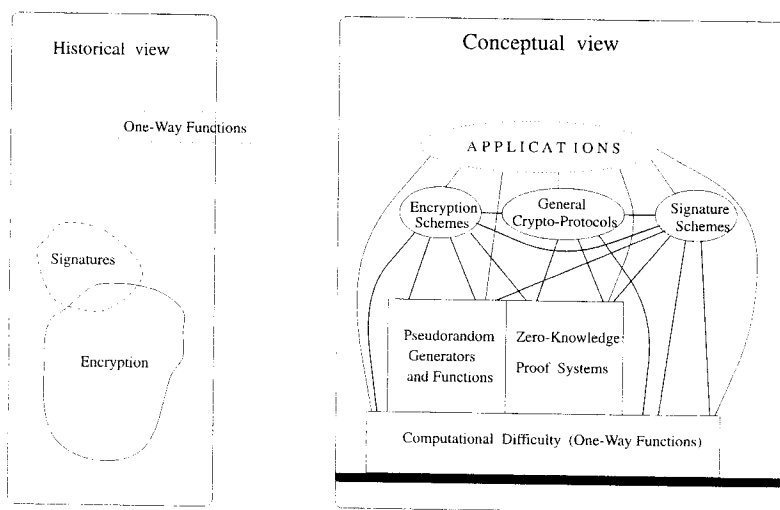 Historical view
One-Way Functions
Signatures
Encryption
Conceptual view
APPLICATIONS
Encryption
Schemes
General
Crypto-Protocols
Signature
Schemes
Pseudorandom
Generators
and Functions
Zero-Knowledge
Proof Systems
Computational Difficulty (One-Way Functions)